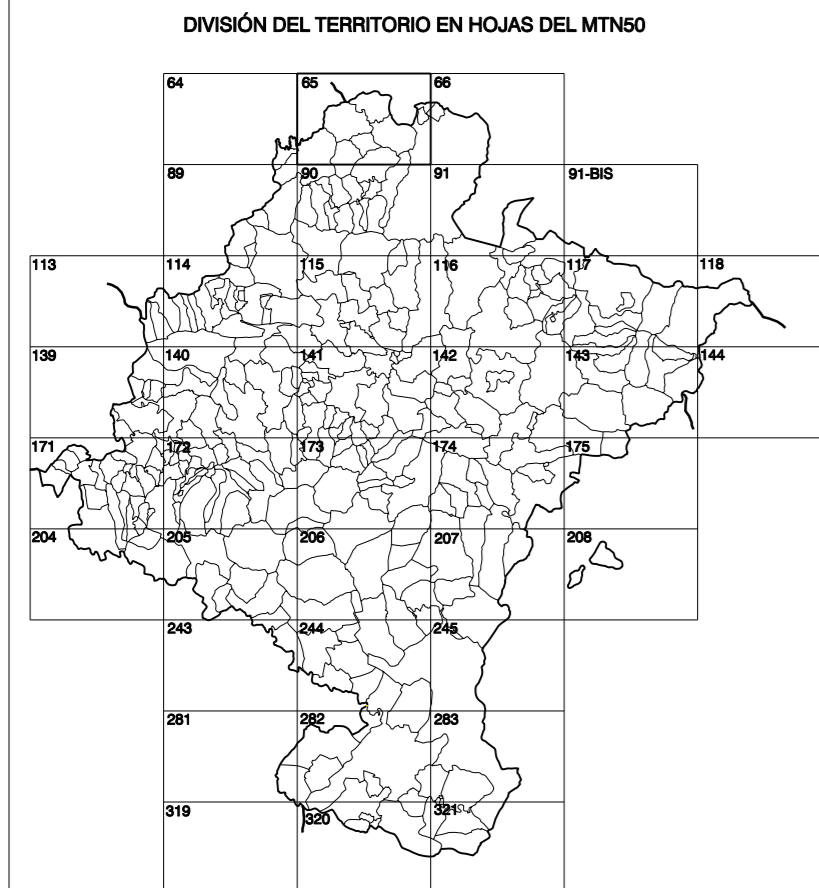 DIVISIÓN DEL TERRITORIO EN HOJAS DEL MTN50
64 65 66
89 90 91 91-BIS
113 114 115 116 117 118
139 140 141 142 143 144
171 172 173 174 175
204 205 206 207 208
243 244 245
281 282 283
319 320 321